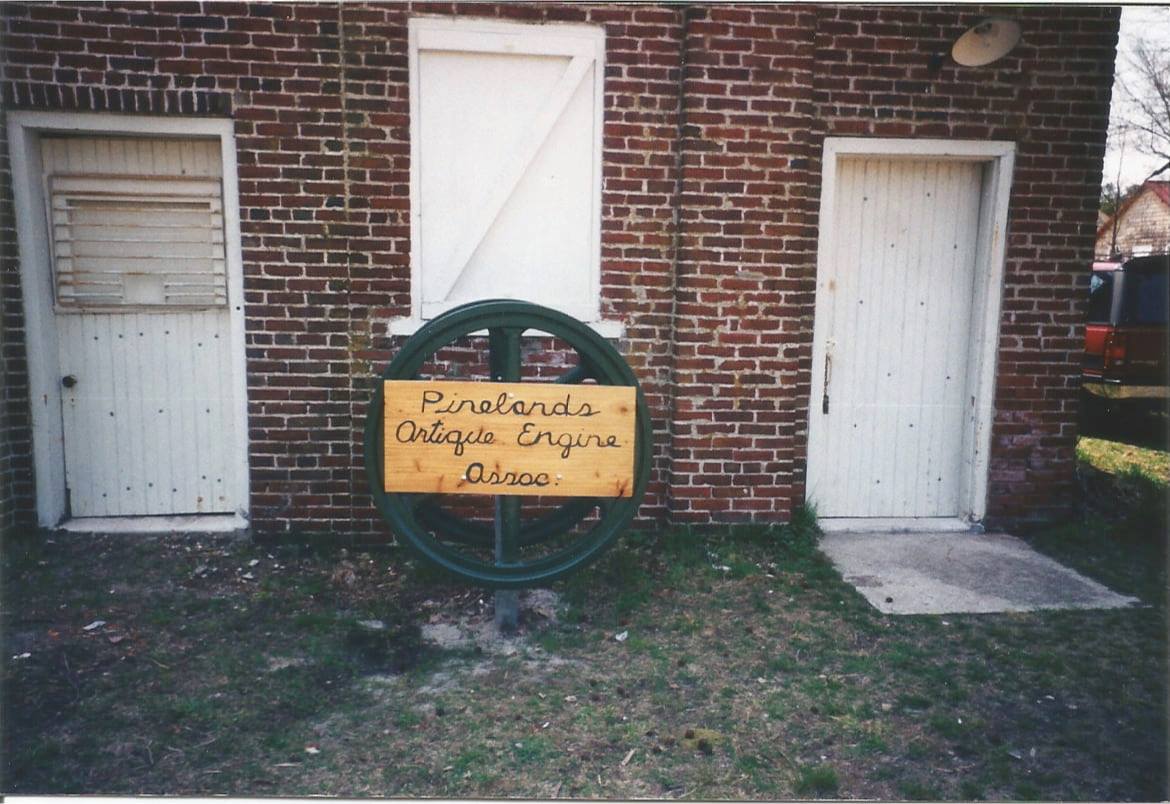 Pinelands
Antique Engine
Assoc.